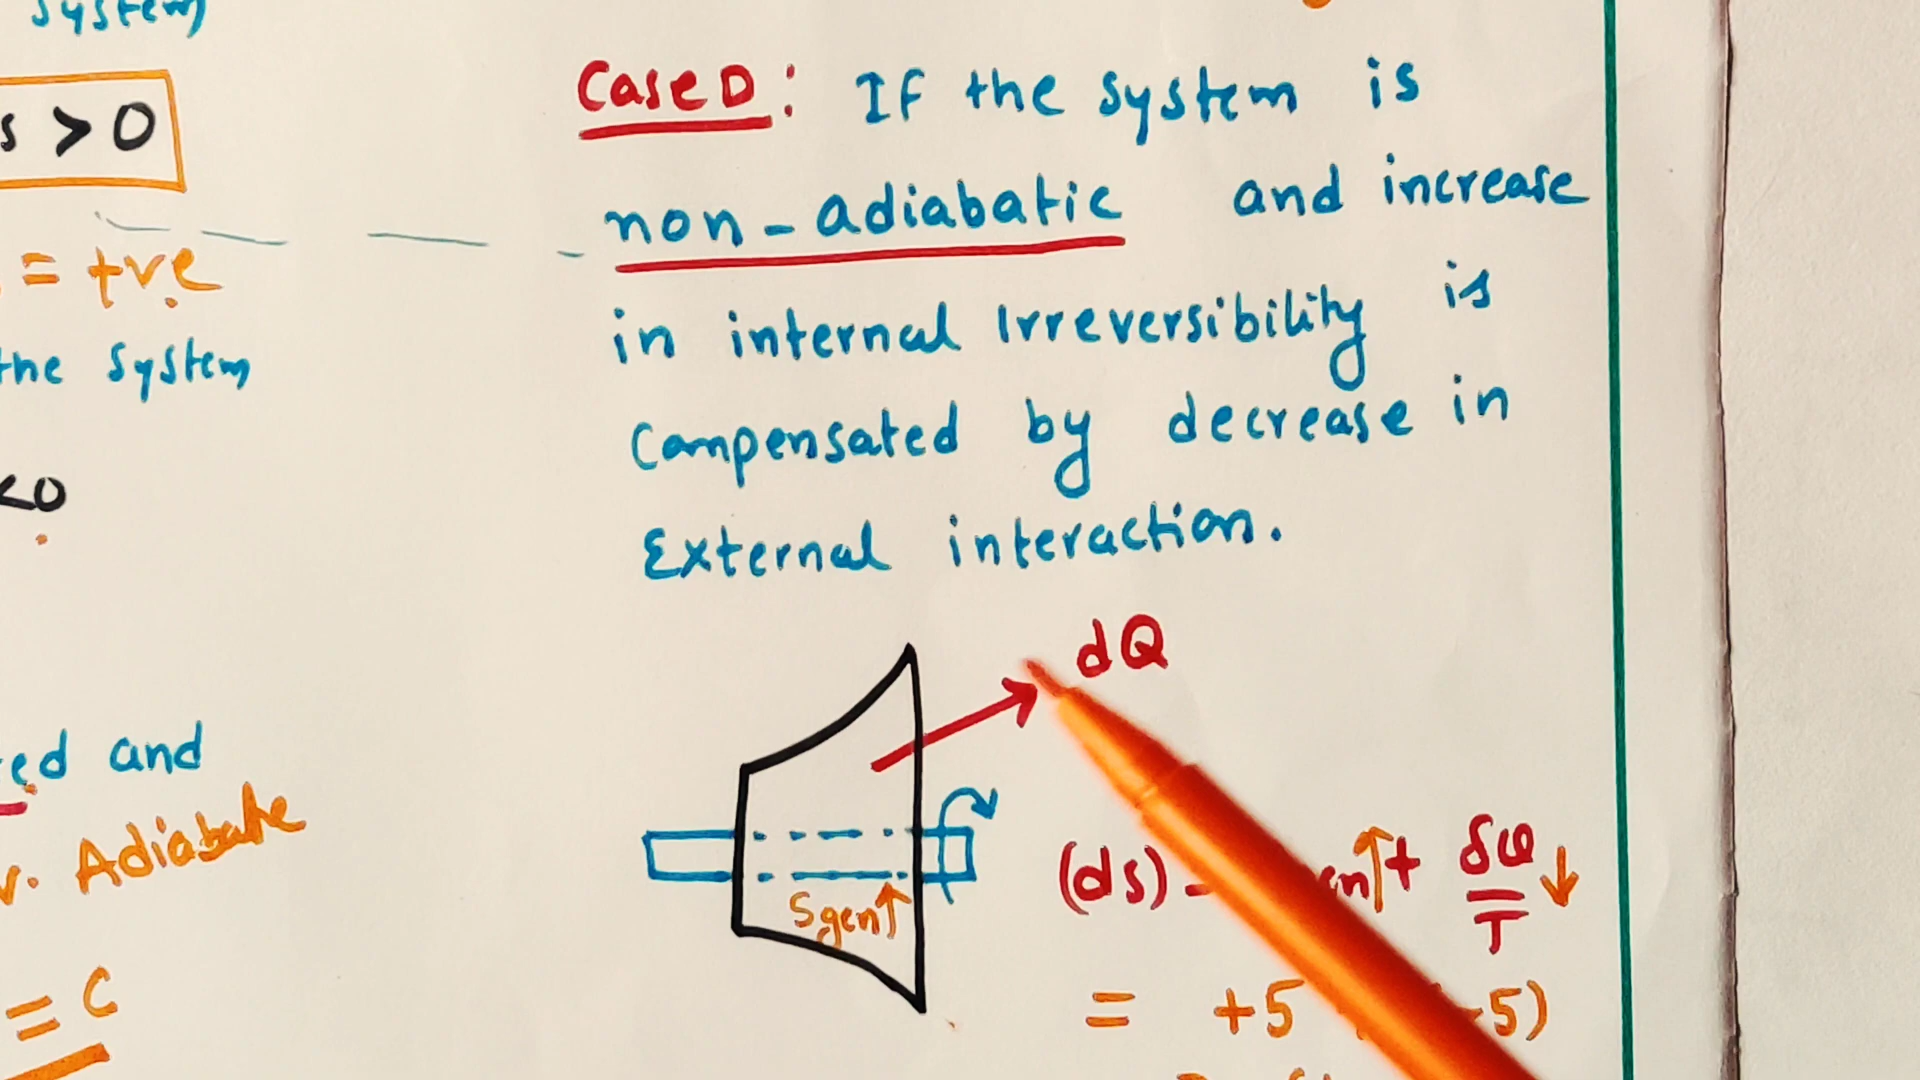 system
s > 0
= +ve
the system
<0
ed and
v. Adiabatic
= C
Case D: If the system is
non-adiabatic and increase
in internal Irreversibility is
Compensated by decrease in
External interaction.
dQ
Sgen↑
(ds) = en↑ + δQ/T ↓
= +5 -5)